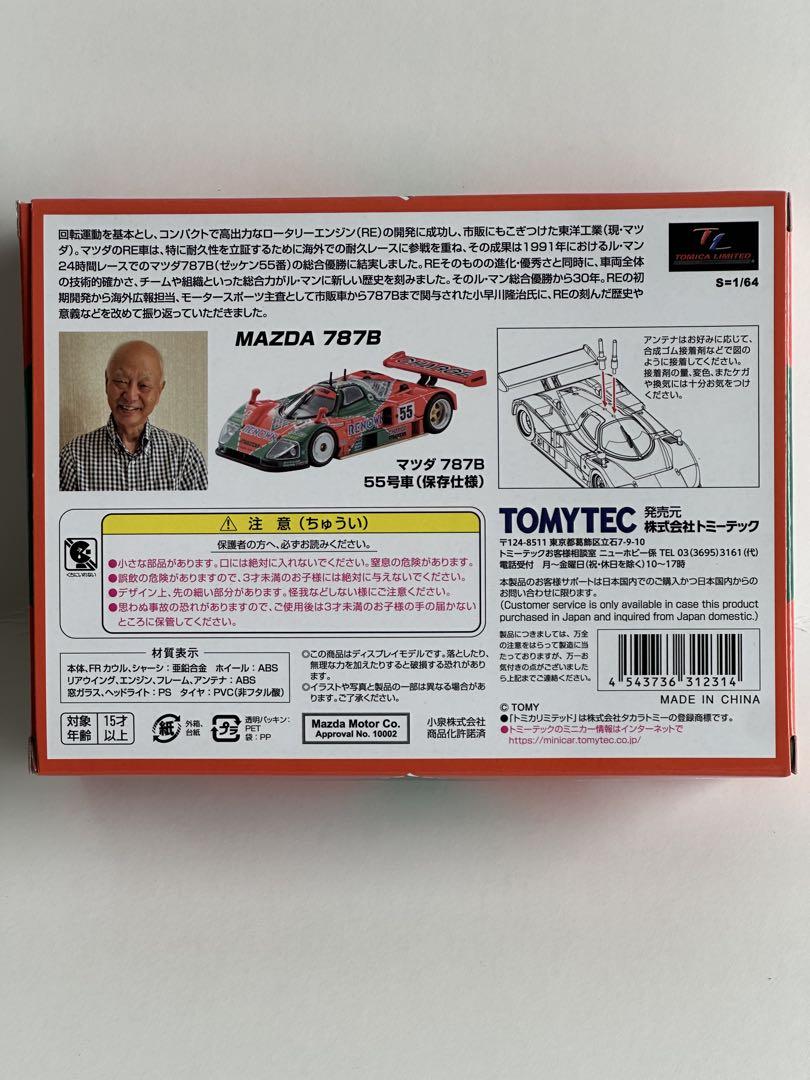 回転運動を基本とし、コンパクトで高出力なロータリーエンジン(RE)の開発に成功し、市販にもこぎつけた東洋工業(現・マツ
ダ)。マツダのRE車は、特に耐久性を立証するために海外での耐久レースに参戦を重ね、その成果は1991年におけるル・マン
24時間レースでのマツダ787B(ゼッケン55番)の総合優勝に結実しました。REそのものの進化・優秀さと同時に、車両全体
の技術的確かさ、チームや組織といった総合力がル・マンに新しい歴史を刻みました。そのル・マン総合優勝から30年。REの初
期開発から海外広報担当、モータースポーツ主査として市販車から787Bまで関与された小早川隆治氏に、REの刻んだ歴史や
意義などを改めて振り返っていただきました。
TL
TOMICA LIMITED
S=1/64
MAZDA 787B
RENOWN
55
マツダ 787B
55号車(保存仕様)
アンテナはお好みに応じて、
合成ゴム接着剤などで図の
ように接着してください。
接着剤の量、変色、またケガ
や換気には十分お気をつけ
ください。
注 意(ちゅうい)
保護者の方へ、必ずお読みください。
くちにいれない
●小さな部品があります。口には絶対に入れないでください。窒息の危険があります。
●誤飲の危険がありますので、3才未満のお子様には絶対に与えないでください。
●デザイン上、先の細い部分があります。怪我などしない様にご注意ください。
●思わぬ事故の恐れがありますので、ご使用後は3才未満のお子様の手の届かない
ところに保管してください。
TOMYTEC 発売元 株式会社トミーテック
〒124-8511 東京都葛飾区立石7-9-10
トミーテックお客様相談室 ニューホビー係 TEL 03(3695)3161(代)
電話受付 月〜金曜日(祝・休日を除く)10〜17時
本製品のお客様サポートは日本国内でのご購入かつ日本国内からの
お問い合わせに限ります。
(Customer service is only available in case this product
purchased in Japan and inquired from Japan domestic.)
製品につきましては、万全
の注意をはらって製造に当
たっておりますが、万一お
気付きの点がございました
ら上記までご連絡ください。
4 543736 312314
MADE IN CHINA
材質表示
本体、FRカウル、シャーシ:亜鉛合金 ホイール:ABS
リアウイング、エンジン、フレーム、アンテナ:ABS
窓ガラス、ヘッドライト:PS タイヤ:PVC(非フタル酸)
◎この商品はディスプレイモデルです。落としたり、
無理な力を加えたりすると破損する恐れがあり
ます。
◎イラストや写真と製品の一部は異なる場合があ
ります。ご了承ください。
対象年齢 15才以上
紙
外箱、
台紙
プラ
透明パッキン:
PET
袋:PP
Mazda Motor Co.
Approval No. 10002
小泉株式会社
商品化許諾済
© TOMY
●「トミカリミテッド」は株式会社タカラトミーの登録商標です。
●トミーテックのミニカー情報はインターネットで
https://minicar.tomytec.co.jp/